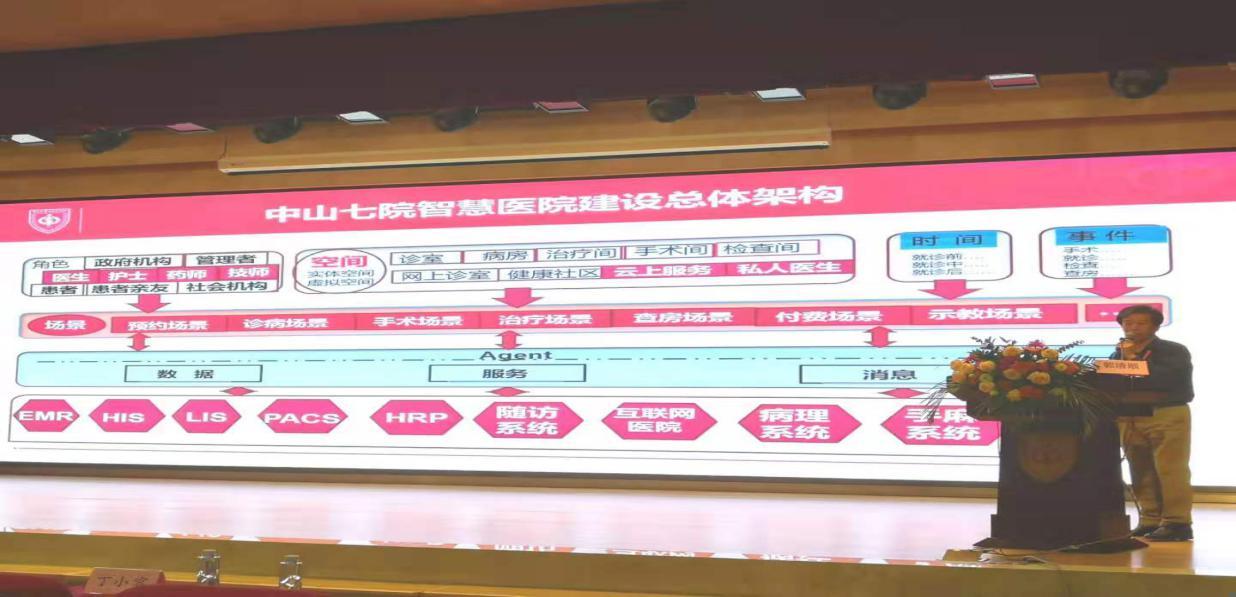 中山七院智慧医院建设总体架构
角色 政府机构 管理者
医生 护士 药师 技师
患者 患者亲友 社会机构
空间
实体空间
虚拟空间
诊室 病房 治疗间 手术间 检查间
网上诊室 健康社区 云上服务 私人医生
时间
就诊前......
就诊中......
就诊后......
事件
手术......
就诊......
检查......
查房......
场景 预约场景 诊病场景 手术场景 治疗场景 查房场景 付费场景 示教场景
Agent
数据 服务 消息
EMR HIS LIS PACS HRP 随访系统 互联网医院 病理系统 手麻系统